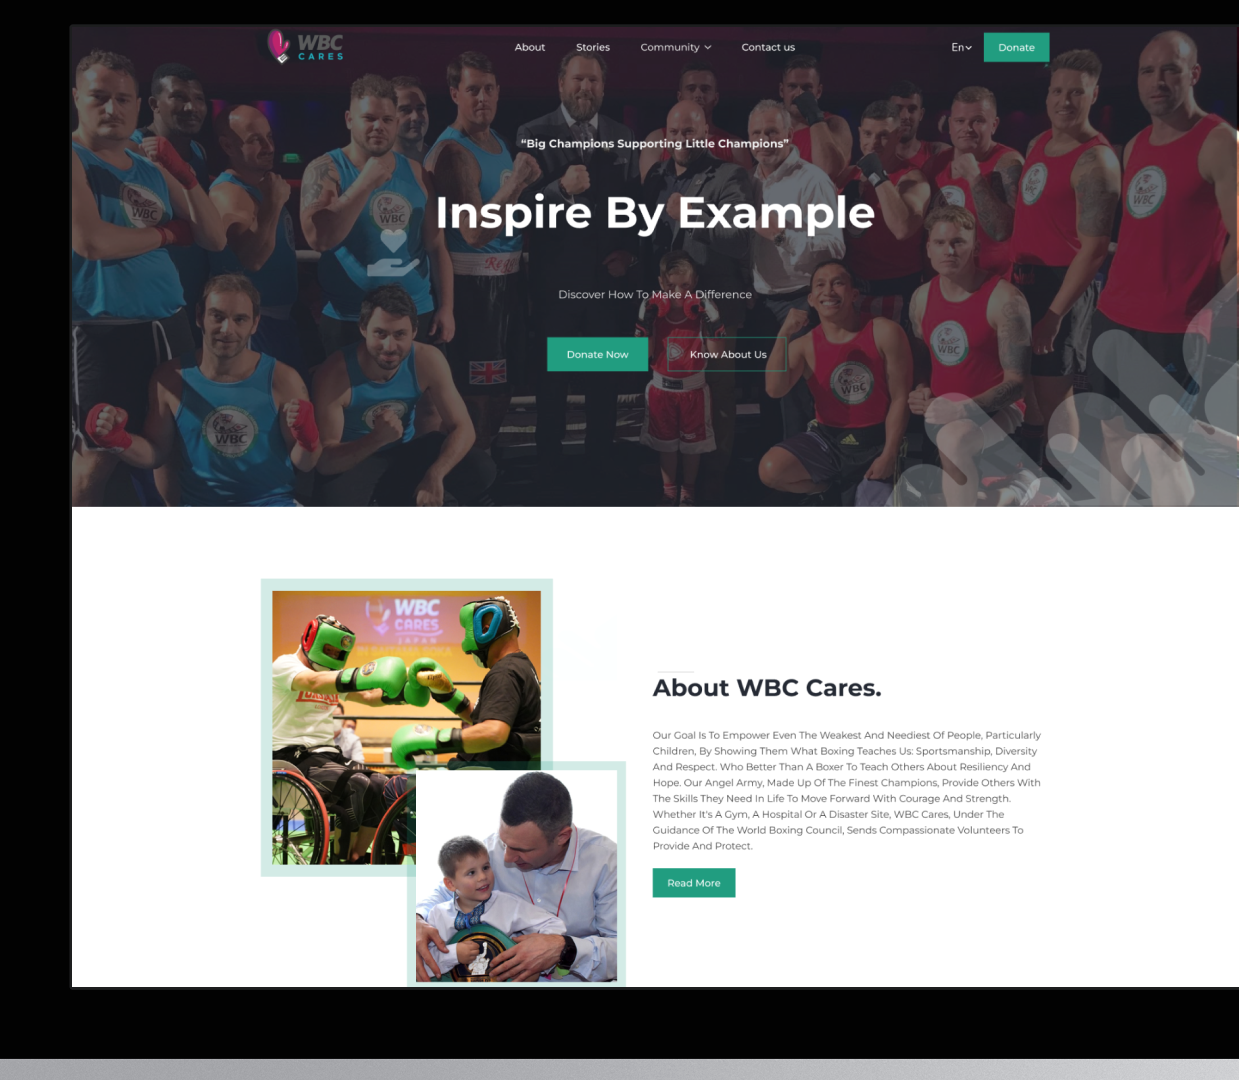 WBC
CARES
About
Stories
Community
Contact us
En
Donate
“Big Champions Supporting Little Champions”
Inspire By Example
Discover How To Make A Difference
Donate Now
Know About Us
WBC
WBC
WBC
WBC
WBC
WBC
CARES
JAPAN
About WBC Cares.
Our Goal Is To Empower Even The Weakest And Neediest Of People, Particularly
Children, By Showing Them What Boxing Teaches Us: Sportsmanship, Diversity
And Respect. Who Better Than A Boxer To Teach Others About Resiliency And
Hope. Our Angel Army, Made Up Of The Finest Champions, Provide Others With
The Skills They Need In Life To Move Forward With Courage And Strength.
Whether It's A Gym, A Hospital Or A Disaster Site, WBC Cares, Under The
Guidance Of The World Boxing Council, Sends Compassionate Volunteers To
Provide And Protect.
Read More